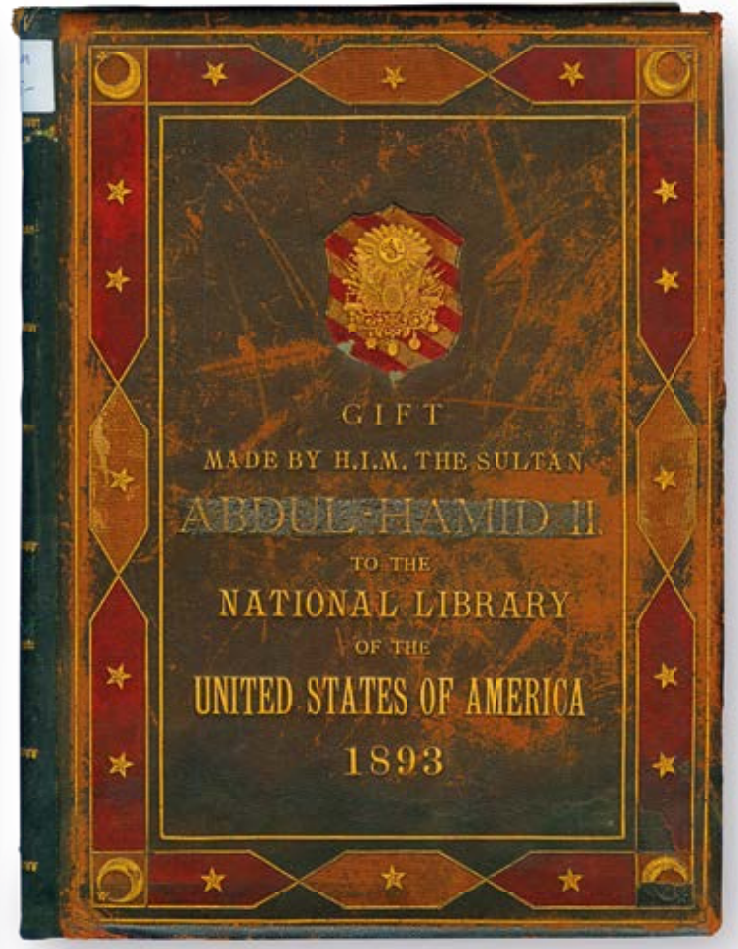 GIFT
MADE BY H.I.M. THE SULTAN
ABDUL-HAMID II
TO THE
NATIONAL LIBRARY
OF THE
UNITED STATES OF AMERICA
1893